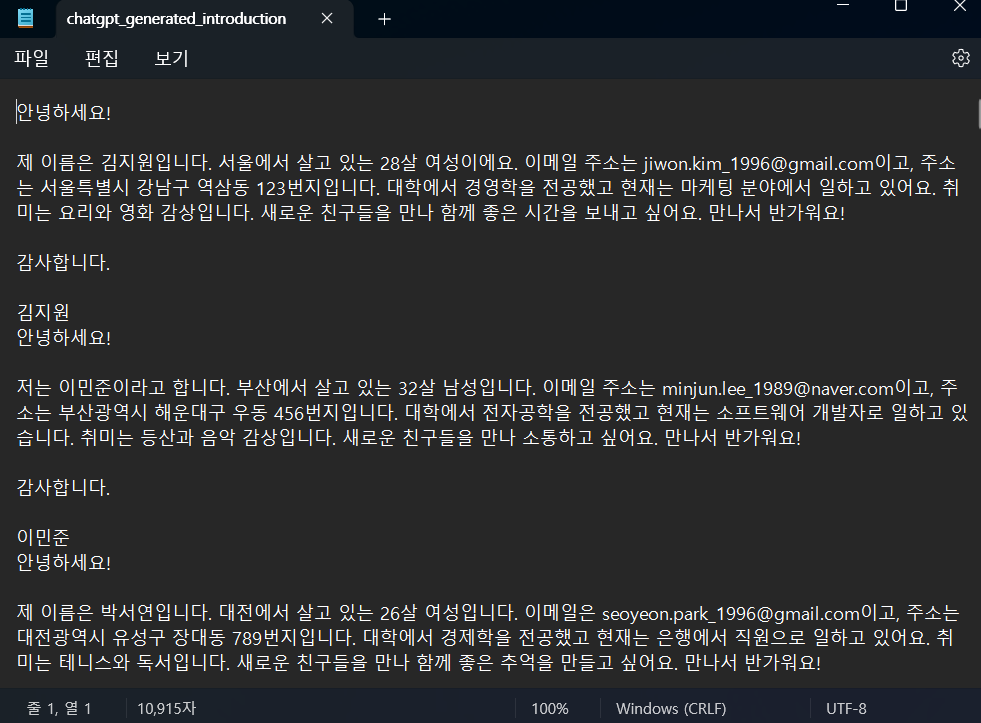 chatgpt_generated_introduction
파일 편집 보기
안녕하세요!
제 이름은 김지원입니다. 서울에서 살고 있는 28살 여성이에요. 이메일 주소는 jiwon.kim_1996@gmail.com이고, 주소
는 서울특별시 강남구 역삼동 123번지입니다. 대학에서 경영학을 전공했고 현재는 마케팅 분야에서 일하고 있어요. 취
미는 요리와 영화 감상입니다. 새로운 친구들을 만나 함께 좋은 시간을 보내고 싶어요. 만나서 반가워요!
감사합니다.
김지원
안녕하세요!
저는 이민준이라고 합니다. 부산에서 살고 있는 32살 남성입니다. 이메일 주소는 minjun.lee_1989@naver.com이고, 주
소는 부산광역시 해운대구 우동 456번지입니다. 대학에서 전자공학을 전공했고 현재는 소프트웨어 개발자로 일하고 있
습니다. 취미는 등산과 음악 감상입니다. 새로운 친구들을 만나 소통하고 싶어요. 만나서 반가워요!
감사합니다.
이민준
안녕하세요!
제 이름은 박서연입니다. 대전에서 살고 있는 26살 여성입니다. 이메일은 seoyeon.park_1996@gmail.com이고, 주소는
대전광역시 유성구 장대동 789번지입니다. 대학에서 경제학을 전공했고 현재는 은행에서 직원으로 일하고 있어요. 취
미는 테니스와 독서입니다. 새로운 친구들을 만나 함께 좋은 추억을 만들고 싶어요. 만나서 반가워요!
줄 1, 열 1 10,915자 100% Windows (CRLF) UTF-8